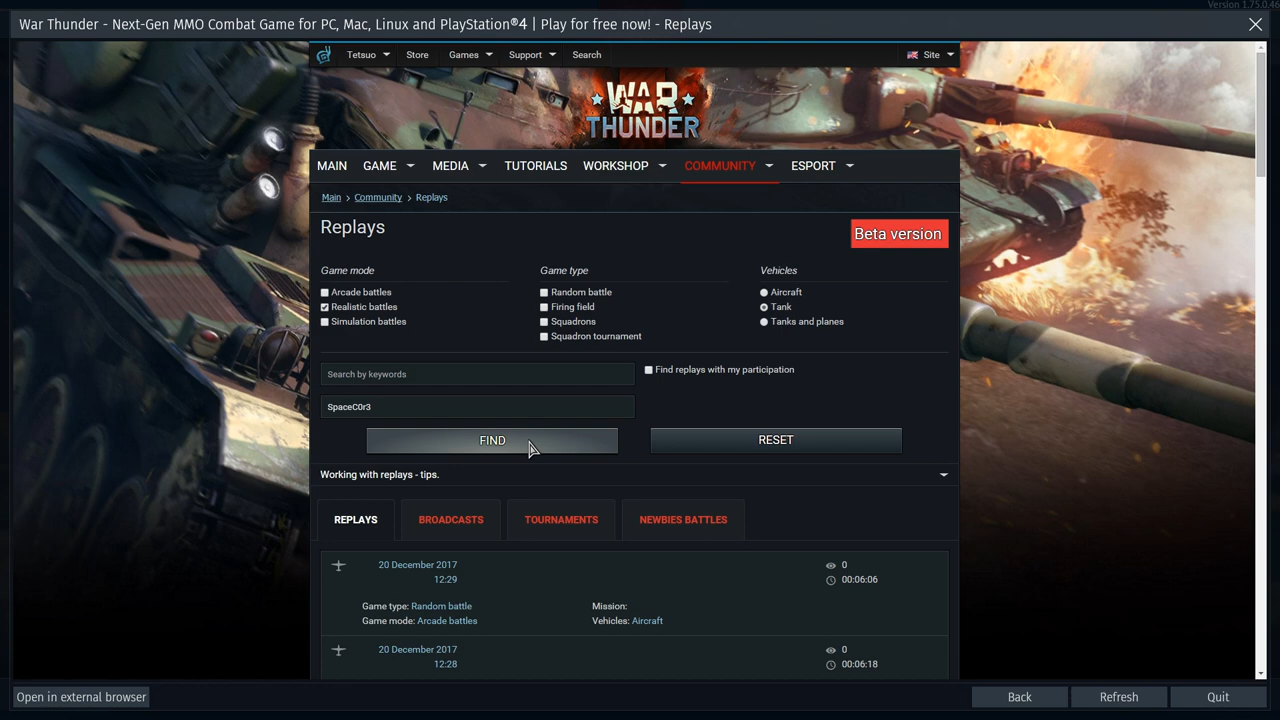 Version 1.75.0.46
War Thunder - Next-Gen MMO Combat Game for PC, Mac, Linux and PlayStation®4 | Play for free now! - Replays
Tetsuo Store Games Support Search Site
WAR
THUNDER
MAIN GAME MEDIA TUTORIALS WORKSHOP COMMUNITY ESPORT
Main > Community > Replays
Replays
Beta version
Game mode Game type Vehicles
Arcade battles Random battle Aircraft
Realistic battles Firing field Tank
Simulation battles Squadrons Tanks and planes
Squadron tournament
Search by keywords Find replays with my participation
SpaceC0r3
FIND RESET
Working with replays - tips.
REPLAYS BROADCASTS TOURNAMENTS NEWBIES BATTLES
20 December 2017 0
12:29 00:06:06
Game type: Random battle Mission:
Game mode: Arcade battles Vehicles: Aircraft
20 December 2017 0
12:28 00:06:18
Open in external browser Back Refresh Quit